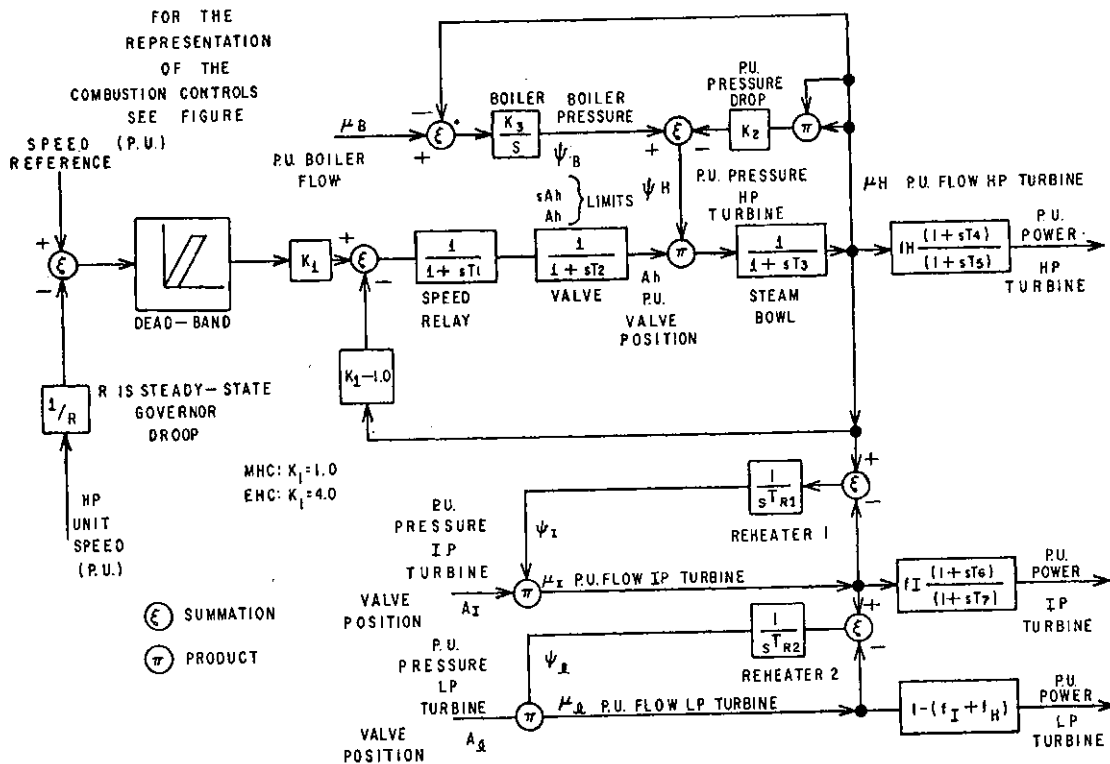 FOR THE
REPRESENTATION
OF THE
COMBUSTION CONTROLS
SEE FIGURE
SPEED (P.U.)
REFERENCE
+
ξ
−
DEAD-BAND
1/R
R IS STEADY-STATE
GOVERNOR
DROOP
HP
UNIT
SPEED
(P.U.)
MHC: K1=1.0
EHC: K1=4.0
ξ SUMMATION
π PRODUCT
μB
P.U. BOILER
FLOW
−
ξ
+
BOILER
K3
S
BOILER
PRESSURE
ψB
+
ξ
−
P.U.
PRESSURE
DROP
K2
π
sAh
Ah
} LIMITS
ψH
P.U. PRESSURE
HP
TURBINE
K1
+
ξ
−
1
1 + sT1
SPEED
RELAY
1
1 + sT2
VALVE
Ah
P.U.
VALVE
POSITION
π
1
1 + sT3
STEAM
BOWL
μH P.U. FLOW HP TURBINE
fH (1 + sT4)
(1 + sT5)
P.U.
POWER
HP
TURBINE
K1-1.0
+
ξ
−
1
sTR1
REHEATER 1
ψI
P.U.
PRESSURE
IP
TURBINE
VALVE
POSITION
AI
π
μI P.U. FLOW IP TURBINE
fI (1 + sT6)
(1 + sT7)
P.U.
POWER
IP
TURBINE
+
ξ
−
1
sTR2
REHEATER 2
ψℓ
P.U.
PRESSURE
LP
TURBINE
VALVE
POSITION
Aℓ
π
μℓ P.U. FLOW LP TURBINE
1-(fI + fH)
P.U.
POWER
LP
TURBINE